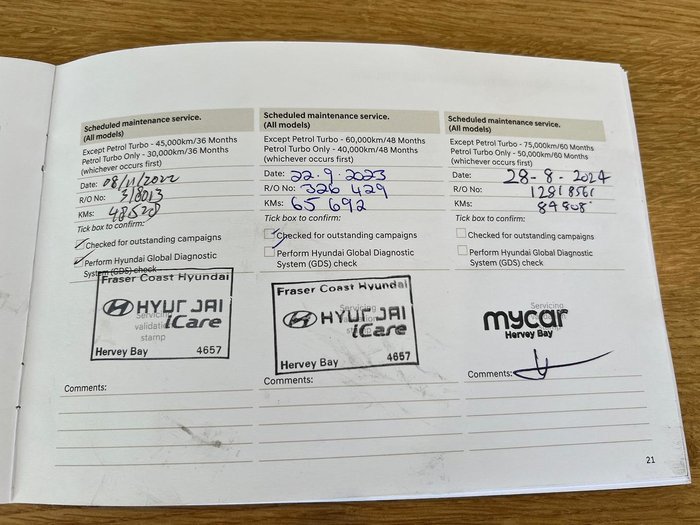 Scheduled maintenance service.
(All models)
Except Petrol Turbo - 45,000km/36 Months
Petrol Turbo Only - 30,000km/36 Months
(whichever occurs first)
Date: 08/11/2022
R/O No: 318013
KMs: 48528
Tick box to confirm:
Checked for outstanding campaigns
Perform Hyundai Global Diagnostic
System (GDS) check
Fraser Coast Hyundai
HYUNDAI
iCare
Servicing
validation
stamp
Hervey Bay 4657
Comments:
Scheduled maintenance service.
(All models)
Except Petrol Turbo - 60,000km/48 Months
Petrol Turbo Only - 40,000km/48 Months
(whichever occurs first)
Date: 22.9.2023
R/O No: 326 429
KMs: 65 692
Tick box to confirm:
Checked for outstanding campaigns
Perform Hyundai Global Diagnostic
System (GDS) check
Fraser Coast Hyundai
Servicing
HYUNDAI
iCare
validation
stamp
Hervey Bay 4657
Comments:
Scheduled maintenance service.
(All models)
Except Petrol Turbo - 75,000km/60 Months
Petrol Turbo Only - 50,000km/60 Months
(whichever occurs first)
Date: 28-8-2024
R/O No: 12818561
KMs: 84808
Tick box to confirm:
Checked for outstanding campaigns
Perform Hyundai Global Diagnostic
System (GDS) check
Servicing
mycar
Hervey Bay
Comments:
21